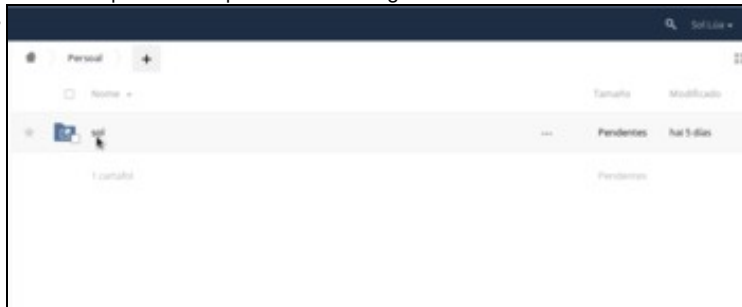 Sol Lúa
Persoal +
Nome Tamaño Modificado
sol ... Pendentes hai 5 días
1 cartafol Pendentes